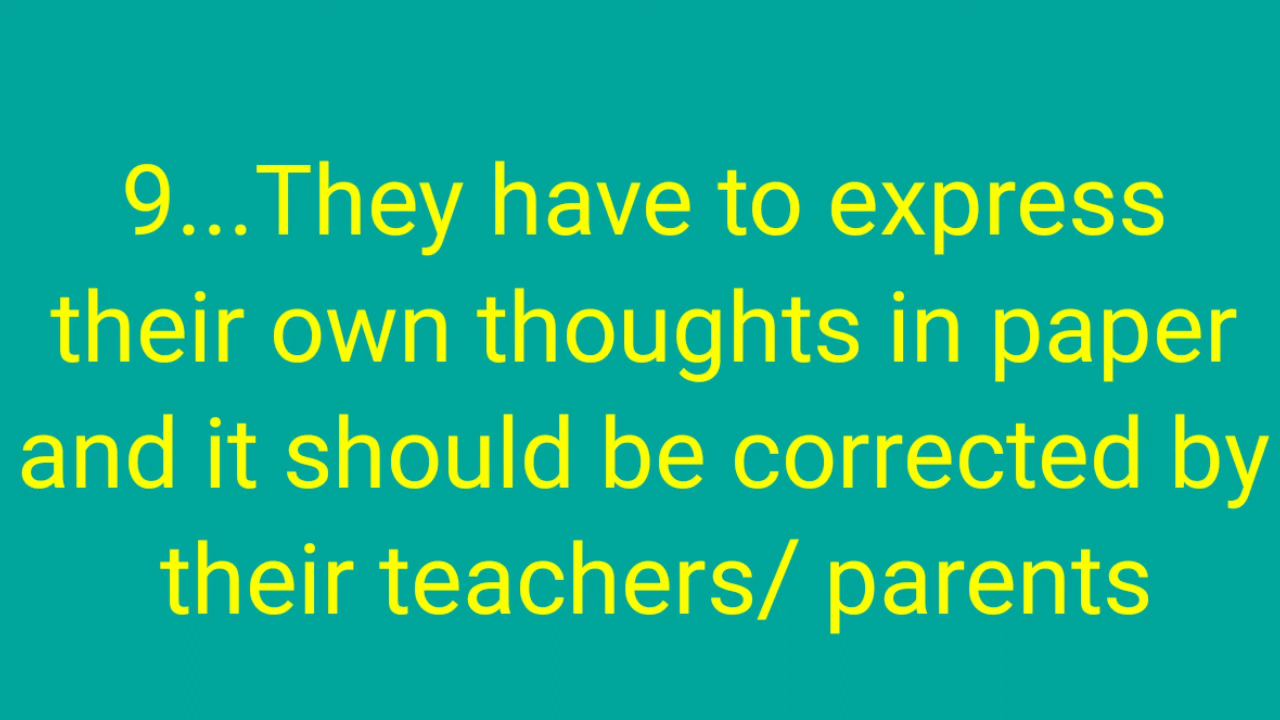 9...They have to express
their own thoughts in paper
and it should be corrected by
their teachers/ parents